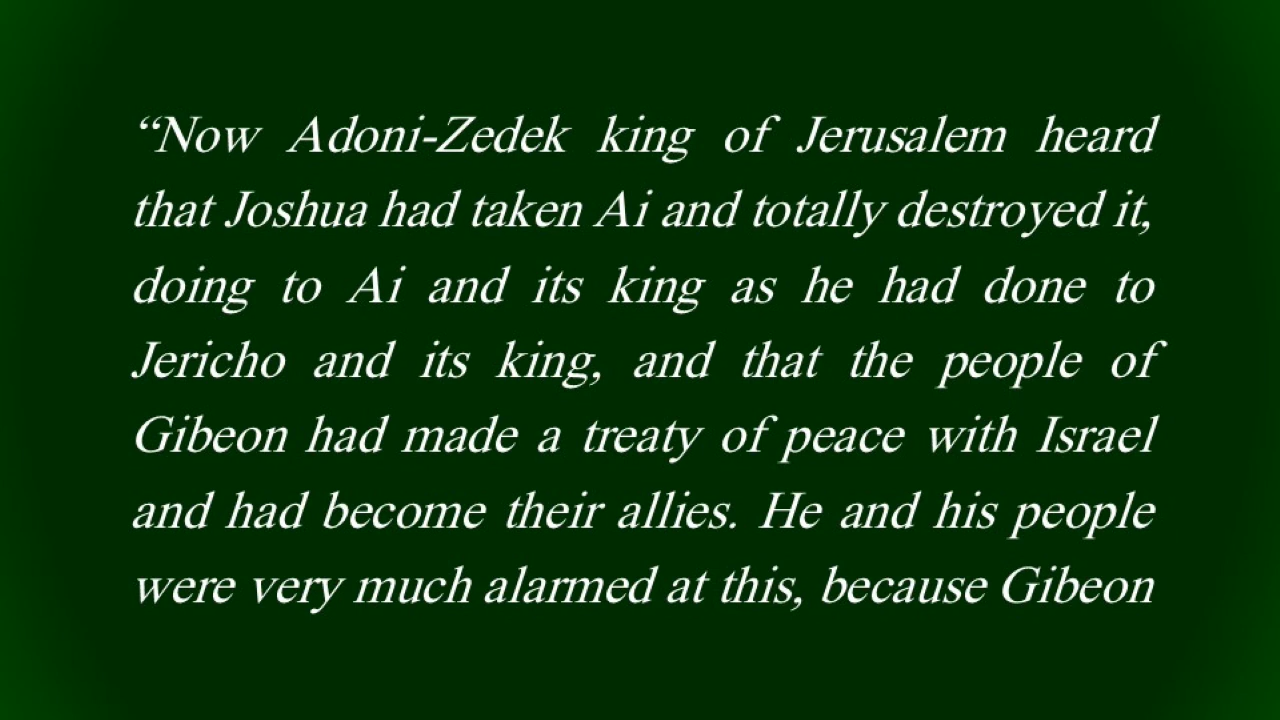 “Now Adoni-Zedek king of Jerusalem heard
that Joshua had taken Ai and totally destroyed it,
doing to Ai and its king as he had done to
Jericho and its king, and that the people of
Gibeon had made a treaty of peace with Israel
and had become their allies. He and his people
were very much alarmed at this, because Gibeon